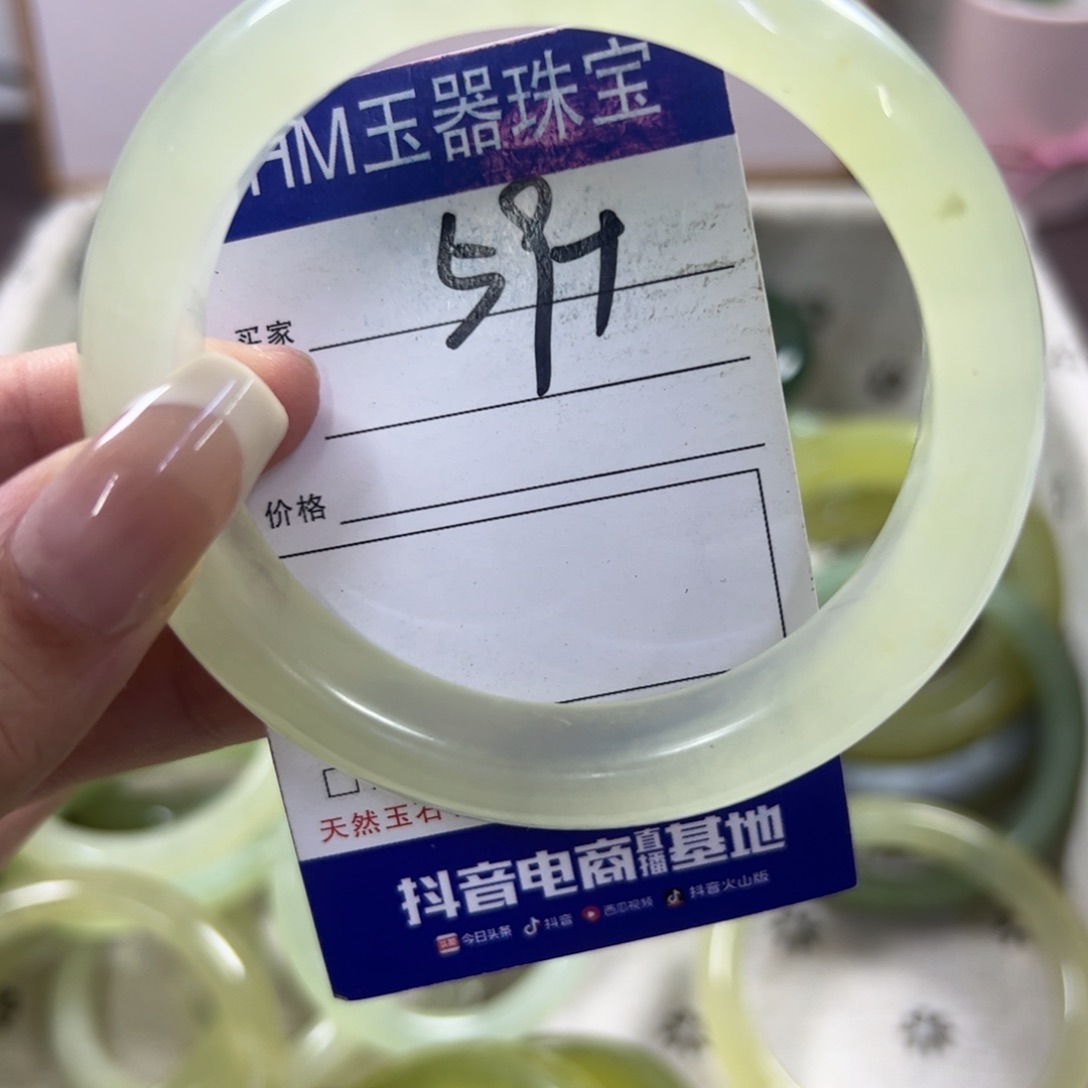 HM玉器珠宝
买家
价格
天然玉石
抖音电商直播基地
今日头条 抖音 西瓜视频 抖音火山版